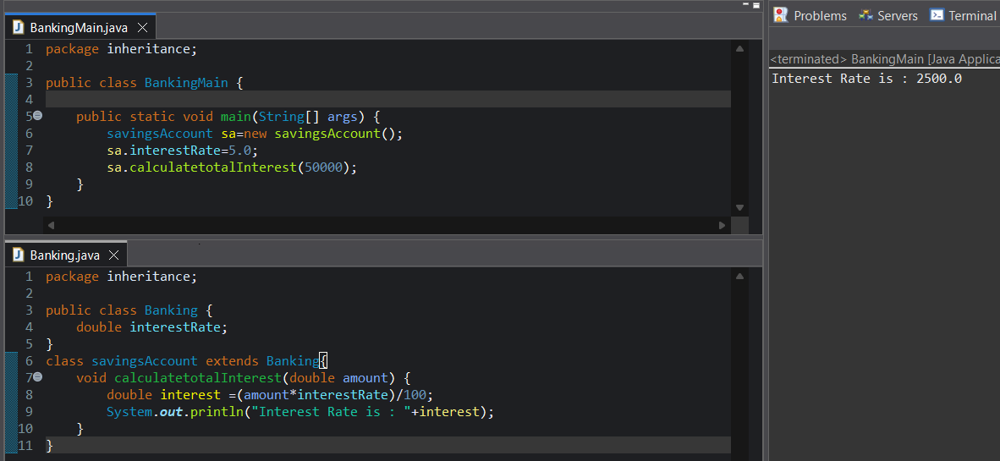 BankingMain.java
1 package inheritance;
2
3 public class BankingMain {
4
5 public static void main(String[] args) {
6 savingsAccount sa=new savingsAccount();
7 sa.interestRate=5.0;
8 sa.calculatetotalInterest(50000);
9 }
10 }
Banking.java
1 package inheritance;
2
3 public class Banking {
4 double interestRate;
5 }
6 class savingsAccount extends Banking{
7 void calculatetotalInterest(double amount) {
8 double interest =(amount*interestRate)/100;
9 System.out.println("Interest Rate is : "+interest);
10 }
11 }
Problems Servers Terminal
<terminated> BankingMain [Java Applica
Interest Rate is : 2500.0